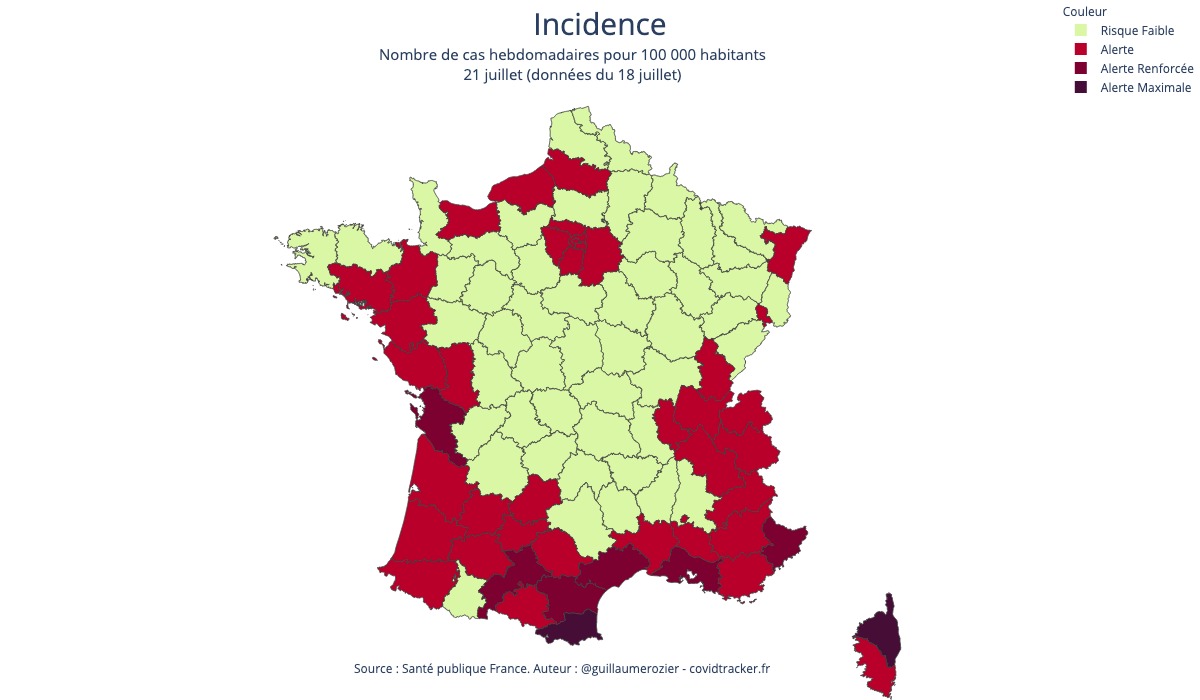 Incidence
Nombre de cas hebdomadaires pour 100 000 habitants
21 juillet (données du 18 juillet)
Couleur
Risque Faible
Alerte
Alerte Renforcée
Alerte Maximale
Source : Santé publique France. Auteur : @guillaumerozier - covidtracker.fr